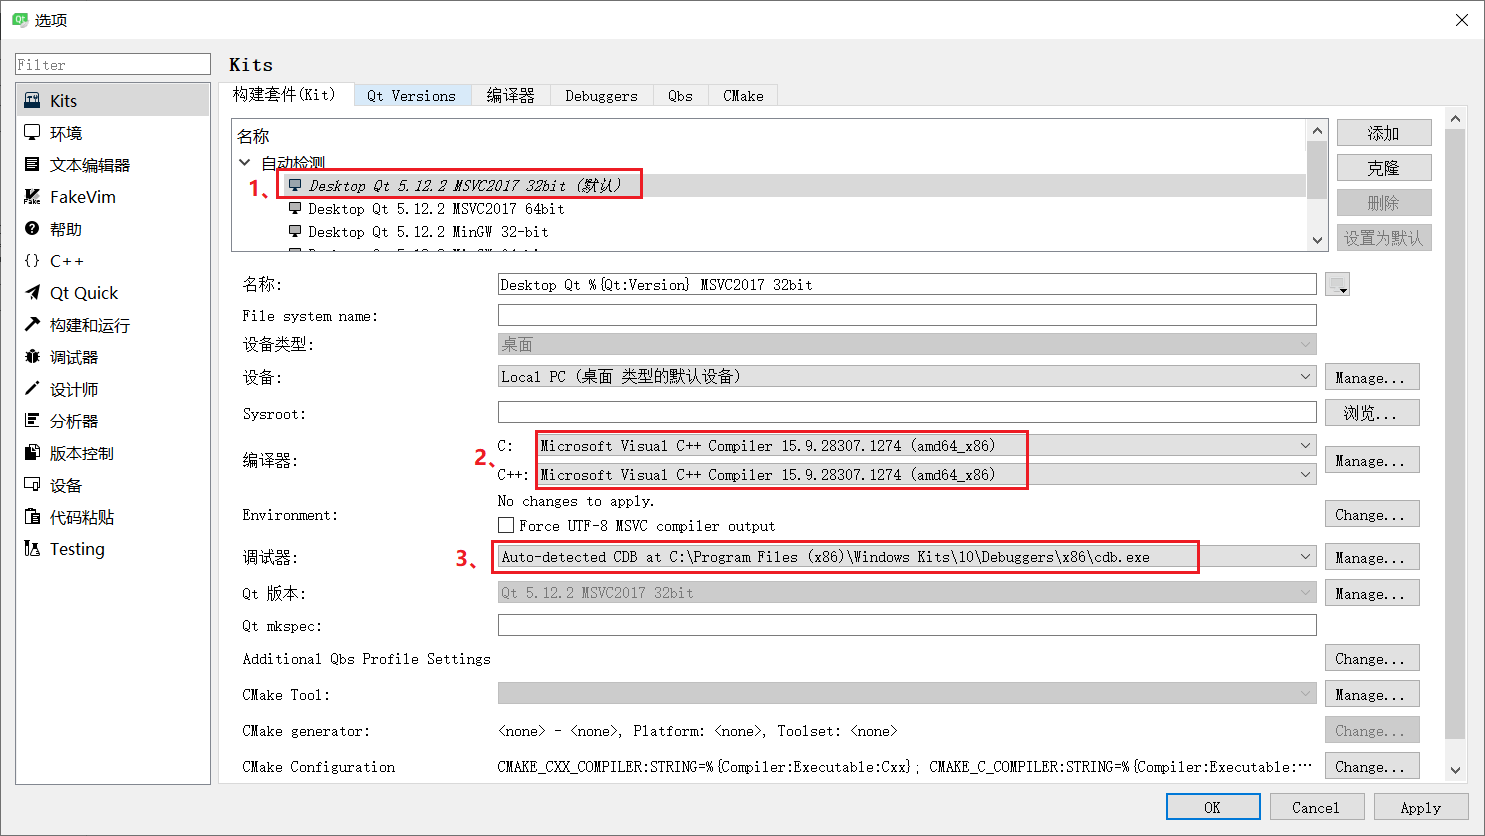 选项
Filter
Kits
Kits
环境
文本编辑器
FakeVim
帮助
C++
Qt Quick
构建和运行
调试器
设计师
分析器
版本控制
设备
代码粘贴
Testing
构建套件(Kit) Qt Versions 编译器 Debuggers Qbs CMake
名称
自动检测
1、 Desktop Qt 5.12.2 MSVC2017 32bit (默认)
Desktop Qt 5.12.2 MSVC2017 64bit
Desktop Qt 5.12.2 MinGW 32-bit
添加
克隆
删除
设置为默认
名称: Desktop Qt %{Qt:Version} MSVC2017 32bit
File system name:
设备类型: 桌面
设备: Local PC (桌面 类型的默认设备) Manage...
Sysroot: 浏览...
编译器: 2、 C: Microsoft Visual C++ Compiler 15.9.28307.1274 (amd64_x86)
C++: Microsoft Visual C++ Compiler 15.9.28307.1274 (amd64_x86) Manage...
Environment: No changes to apply. Change...
Force UTF-8 MSVC compiler output
调试器: 3、 Auto-detected CDB at C:\Program Files (x86)\Windows Kits\10\Debuggers\x86\cdb.exe Manage...
Qt 版本: Qt 5.12.2 MSVC2017 32bit Manage...
Qt mkspec:
Additional Qbs Profile Settings Change...
CMake Tool: Manage...
CMake generator: <none> - <none>, Platform: <none>, Toolset: <none> Change...
CMake Configuration CMAKE_CXX_COMPILER:STRING=%{Compiler:Executable:Cxx}; CMAKE_C_COMPILER:STRING=%{Compiler:Executable:··· Change...
OK Cancel Apply